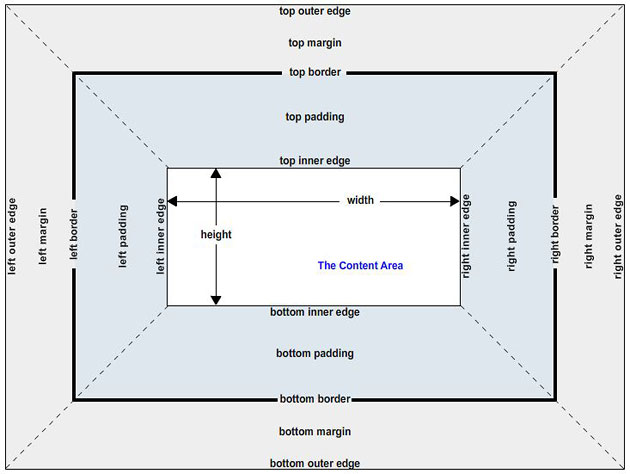 top outer edge
top margin
top border
top padding
top inner edge
left outer edge
left margin
left border
left padding
left inner edge
width
height
The Content Area
right inner edge
right padding
right border
right margin
right outer edge
bottom inner edge
bottom padding
bottom border
bottom margin
bottom outer edge